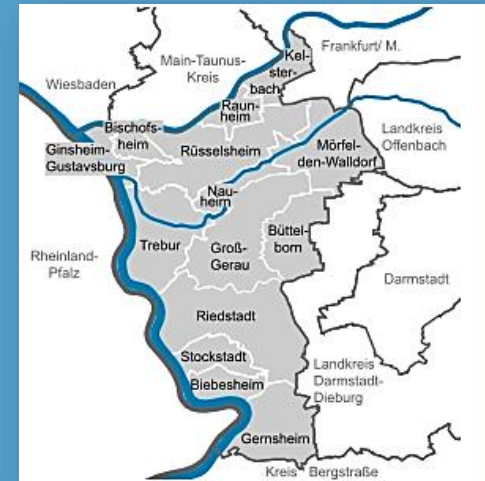 Frankfurt/ M.
Main-Taunus-
Kreis
Kel-
ster-
bach
Wiesbaden
Raun-
heim
Bischofs-
heim
Landkreis
Offenbach
Ginsheim-
Gustavsburg
Rüsselsheim
Mörfel-
den-Walldorf
Nau-
heim
Rheinland-
Pfalz
Trebur
Groß-
Gerau
Büttel-
born
Darmstadt
Riedstadt
Stockstadt
Landkreis
Darmstadt-
Dieburg
Biebesheim
Gernsheim
Kreis Bergstraße